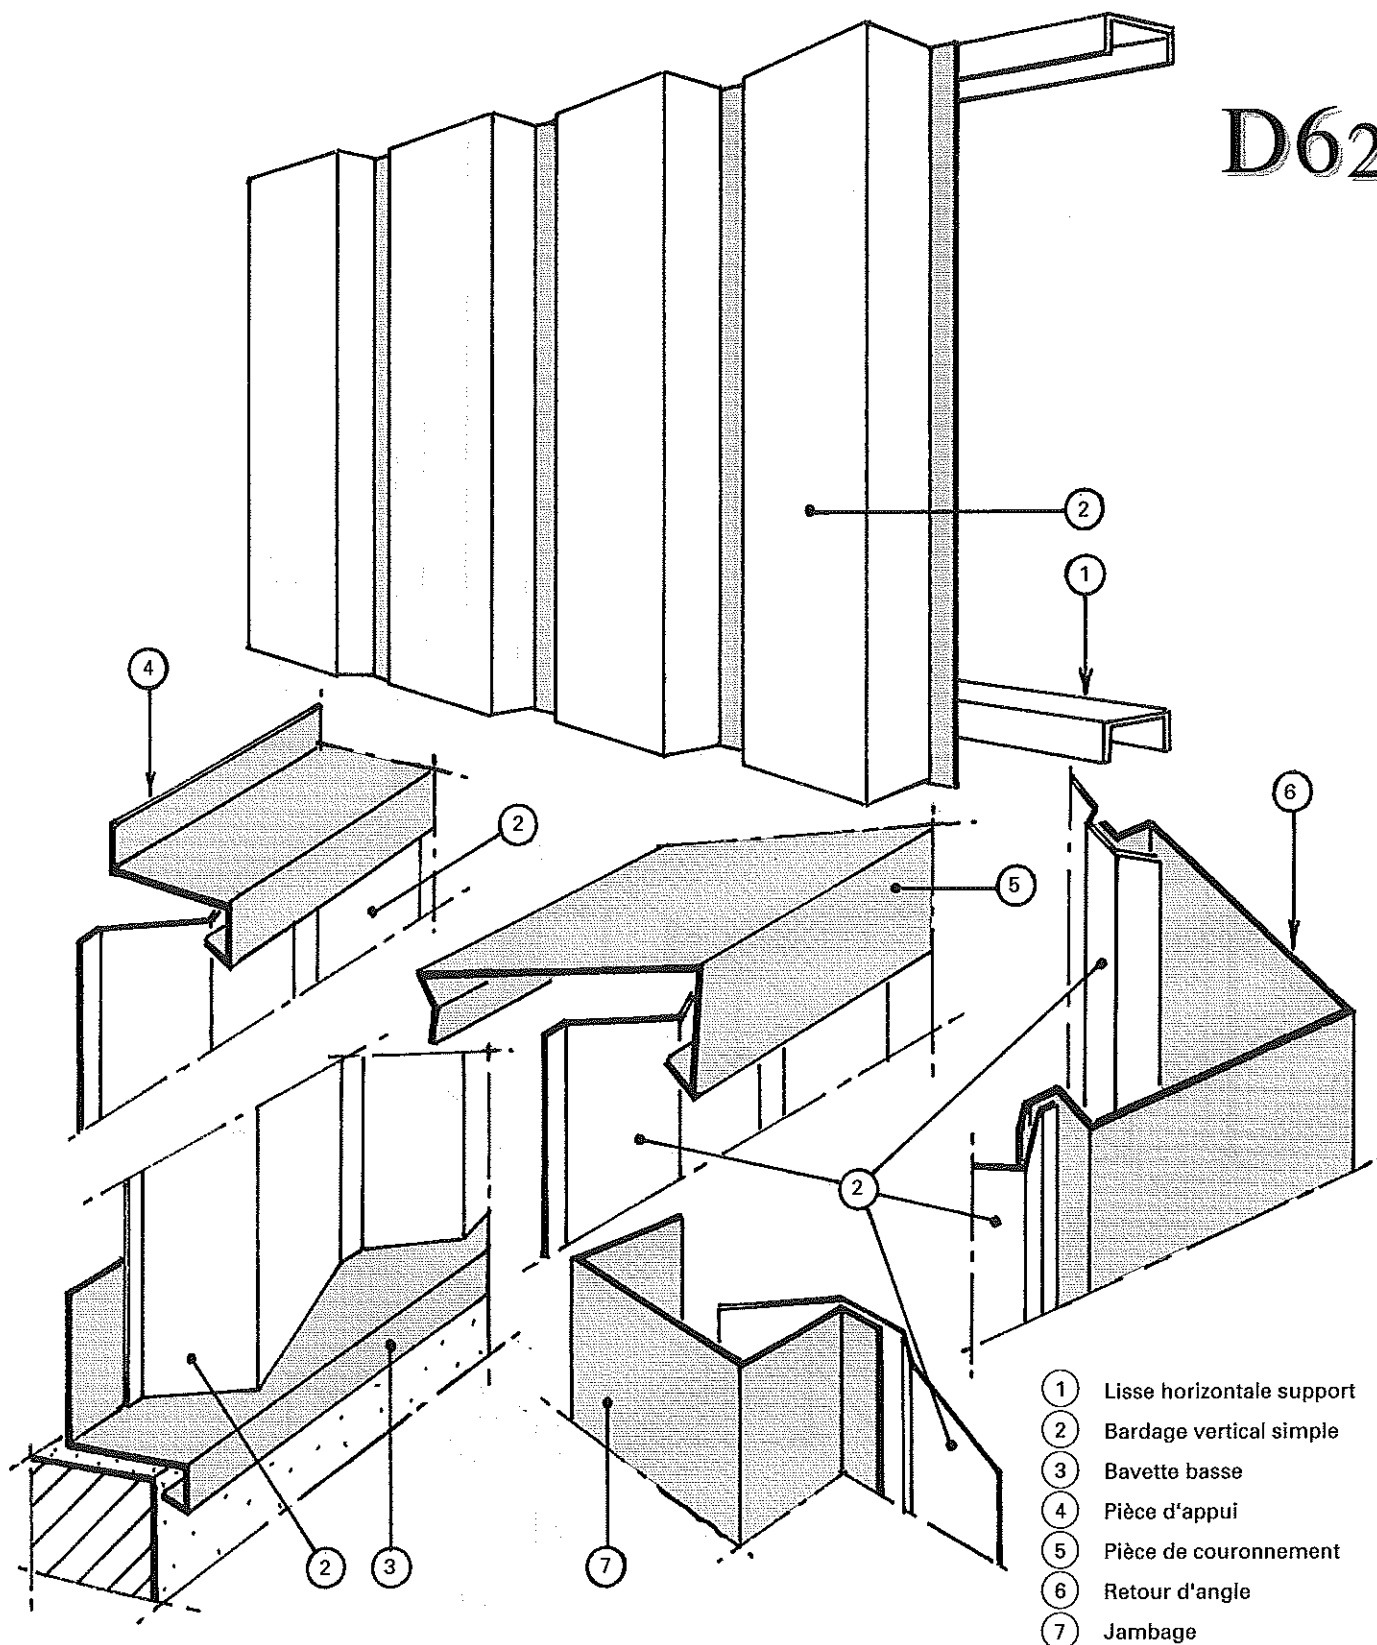 D62
2
1
4
2
6
5
2
2
3
7
1 Lisse horizontale support
2 Bardage vertical simple
3 Bavette basse
4 Pièce d'appui
5 Pièce de couronnement
6 Retour d'angle
7 Jambage